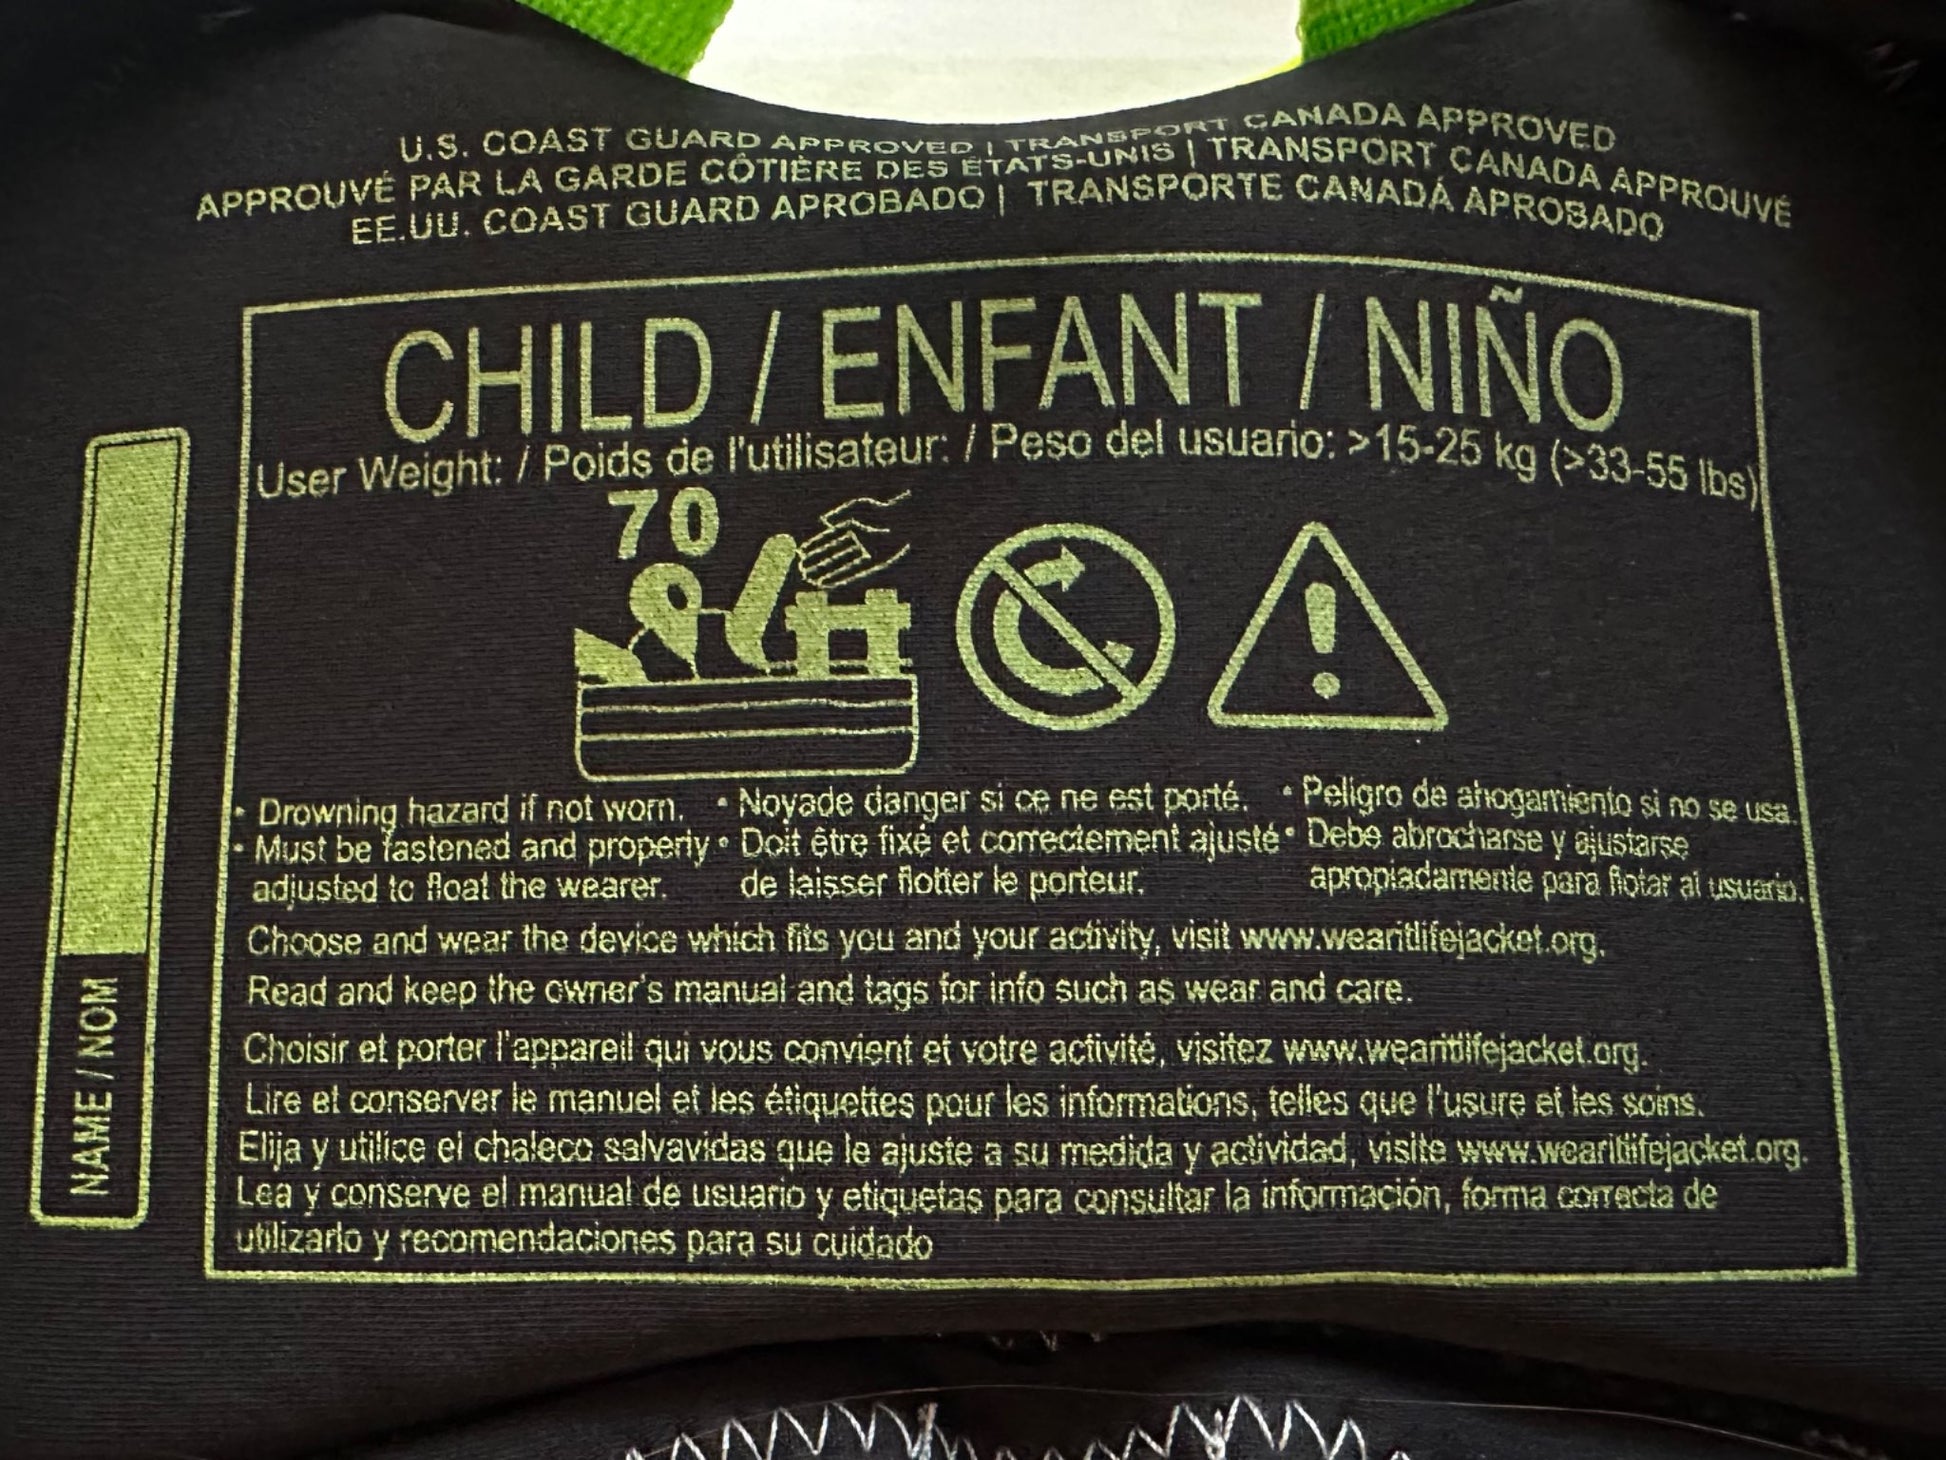 U.S. COAST GUARD APPROVED | TRANSPORT CANADA APPROVED
APPROUVÉ PAR LA GARDE CÔTIÈRE DES ÉTATS-UNIS | TRANSPORT CANADA APPROUVÉ
EE.UU. COAST GUARD APROBADO | TRANSPORTE CANADÁ APROBADO
CHILD / ENFANT / NIÑO
User Weight: / Poids de l'utilisateur: / Peso del usuario: >15-25 kg (>33-55 lbs)
70
• Drowning hazard if not worn.
• Must be fastened and properly
adjusted to float the wearer.
• Noyade danger si ce ne est porté.
• Doit être fixé et correctement ajusté
de laisser flotter le porteur.
• Peligro de ahogamiento si no se usa.
• Debe abrocharse y ajustarse
apropiadamente para flotar al usuario.
Choose and wear the device which fits you and your activity, visit www.wearitlifejacket.org.
Read and keep the owner's manual and tags for info such as wear and care.
Choisir et porter l'appareil qui vous convient et votre activité, visitez www.wearitlifejacket.org.
Lire et conserver le manuel et les étiquettes pour les informations, telles que l'usure et les soins.
Elija y utilice el chaleco salvavidas que le ajuste a su medida y actividad, visite www.wearitlifejacket.org.
Lea y conserve el manual de usuario y etiquetas para consultar la información, forma correcta de
utilizarlo y recomendaciones para su cuidado
NAME / NOM